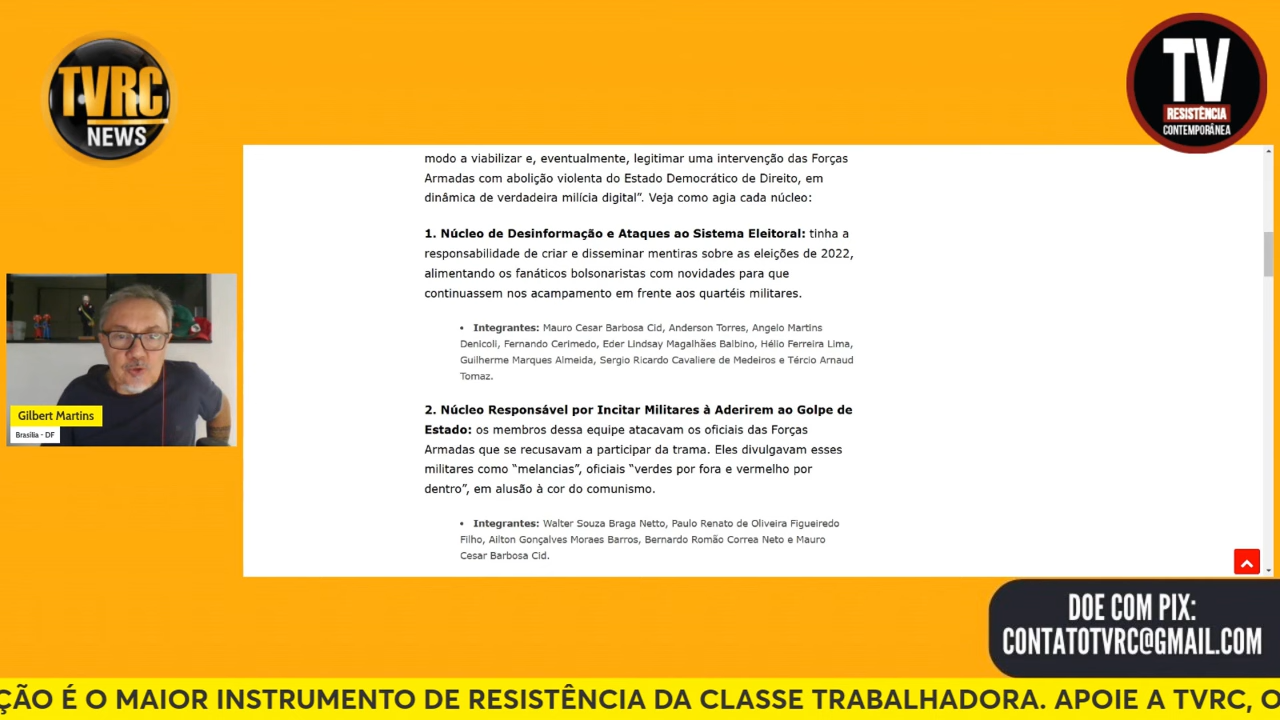 TVRC
NEWS
TV
RESISTÊNCIA
CONTEMPORÂNEA
modo a viabilizar e, eventualmente, legitimar uma intervenção das Forças
Armadas com abolição violenta do Estado Democrático de Direito, em
dinâmica de verdadeira milícia digital”. Veja como agia cada núcleo:
1. Núcleo de Desinformação e Ataques ao Sistema Eleitoral: tinha a
responsabilidade de criar e disseminar mentiras sobre as eleições de 2022,
alimentando os fanáticos bolsonaristas com novidades para que
continuassem nos acampamento em frente aos quartéis militares.
• Integrantes: Mauro Cesar Barbosa Cid, Anderson Torres, Angelo Martins
Denicoli, Fernando Cerimedo, Eder Lindsay Magalhães Balbino, Hélio Ferreira Lima,
Guilherme Marques Almeida, Sergio Ricardo Cavaliere de Medeiros e Tércio Arnaud
Tomaz.
2. Núcleo Responsável por Incitar Militares à Aderirem ao Golpe de
Estado: os membros dessa equipe atacavam os oficiais das Forças
Armadas que se recusavam a participar da trama. Eles divulgavam esses
militares como “melancias”, oficiais “verdes por fora e vermelho por
dentro”, em alusão à cor do comunismo.
• Integrantes: Walter Souza Braga Netto, Paulo Renato de Oliveira Figueiredo
Filho, Ailton Gonçalves Moraes Barros, Bernardo Romão Correa Neto e Mauro
Cesar Barbosa Cid.
Gilbert Martins
Brasília - DF
DOE COM PIX:
CONTATOTVRC@GMAIL.COM
ÇÃO É O MAIOR INSTRUMENTO DE RESISTÊNCIA DA CLASSE TRABALHADORA. APOIE A TVRC, O